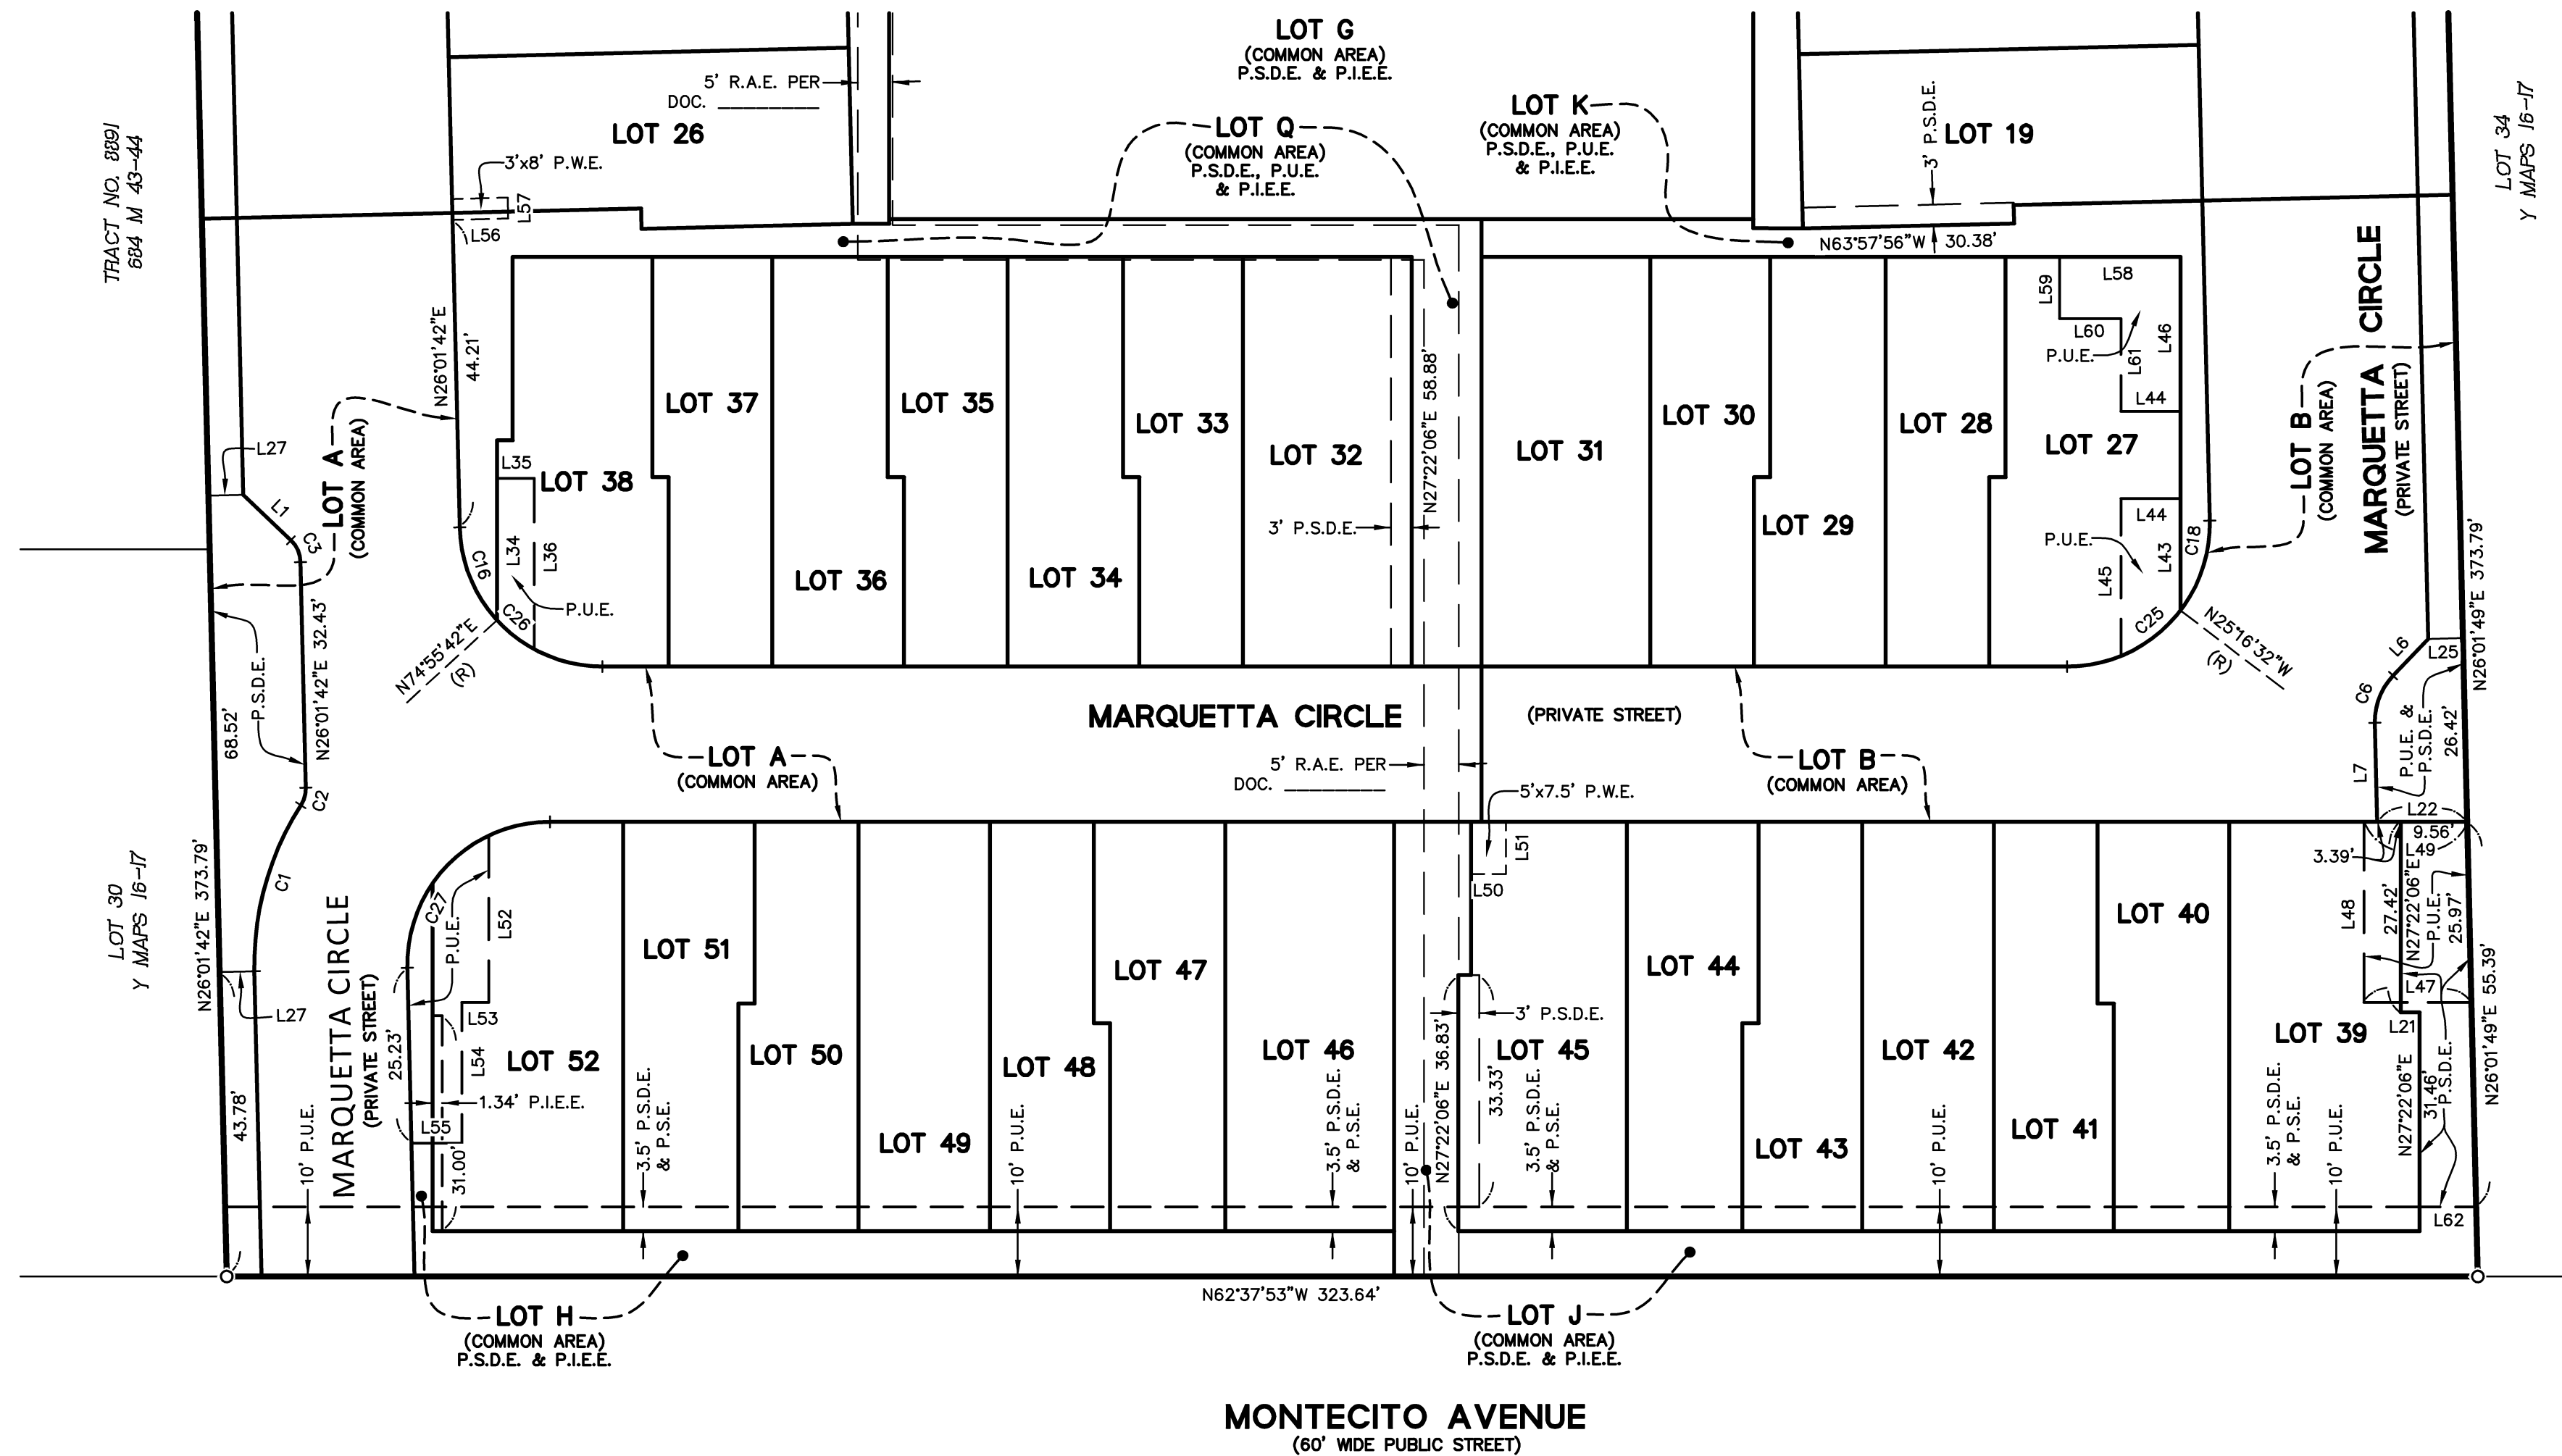 LOT G
(COMMON AREA)
P.S.D.E. & P.I.E.E.
5' R.A.E. PER
DOC. ________
LOT 26
3'x8' P.W.E.
L57
L56
LOT Q
(COMMON AREA)
P.S.D.E., P.U.E.
& P.I.E.E.
LOT K
(COMMON AREA)
P.S.D.E., P.U.E.
& P.I.E.E.
3' P.S.D.E.
LOT 19
N63°57'56"W 30.38'
TRACT NO. 8891
684 M 43-44
LOT 34
Y MAPS 16-17
N26°01'42"E
44.21'
LOT A
(COMMON AREA)
L27
L1
C3
C16
L35
LOT 38
L34
L36
C26
P.U.E.
N74°55'42"E
(R)
LOT 37
LOT 36
LOT 35
LOT 34
LOT 33
LOT 32
3' P.S.D.E.
N27°22'06"E 58.88'
LOT 31
LOT 30
LOT 29
LOT 28
LOT 27
L59
L58
L60
P.U.E.
L61
L46
L44
L44
P.U.E.
L45
L43
C18
C25
N25°16'32"W
(R)
LOT B
(COMMON AREA)
MARQUETTA CIRCLE
(PRIVATE STREET)
N26°01'49"E 373.79'
L6
L25
C6
P.U.E. &
P.S.D.E.
26.42'
L7
L22
9.56'
L49
3.39'
68.52'
P.S.D.E.
N26°01'42"E 32.43'
C2
C1
MARQUETTA CIRCLE
(PRIVATE STREET)
LOT A
(COMMON AREA)
5' R.A.E. PER
DOC. ________
LOT B
(COMMON AREA)
5'x7.5' P.W.E.
L51
L50
LOT 30
Y MAPS 16-17
N26°01'42"E 373.79'
L27
43.78'
10' P.U.E.
MARQUETTA CIRCLE
(PRIVATE STREET)
25.23'
C27
P.U.E.
L52
L53
L54
LOT 52
1.34' P.I.E.E.
L55
31.00'
LOT 51
3.5' P.S.D.E.
& P.S.E.
LOT 50
LOT 49
LOT 48
10' P.U.E.
LOT 47
LOT 46
3.5' P.S.D.E.
& P.S.E.
10' P.U.E.
N27°22'06"E 36.83'
3' P.S.D.E.
LOT 45
33.33'
3.5' P.S.D.E.
& P.S.E.
LOT 44
LOT 43
LOT 42
10' P.U.E.
LOT 41
LOT 40
LOT 39
L48
27.42'
N27°22'06"E
P.U.E.
25.97'
L47
L21
N27°22'06"E
31.46'
P.S.D.E.
3.5' P.S.D.E.
& P.S.E.
10' P.U.E.
L62
N26°01'49"E 55.39'
N62°37'53"W 323.64'
LOT H
(COMMON AREA)
P.S.D.E. & P.I.E.E.
LOT J
(COMMON AREA)
P.S.D.E. & P.I.E.E.
MONTECITO AVENUE
(60' WIDE PUBLIC STREET)